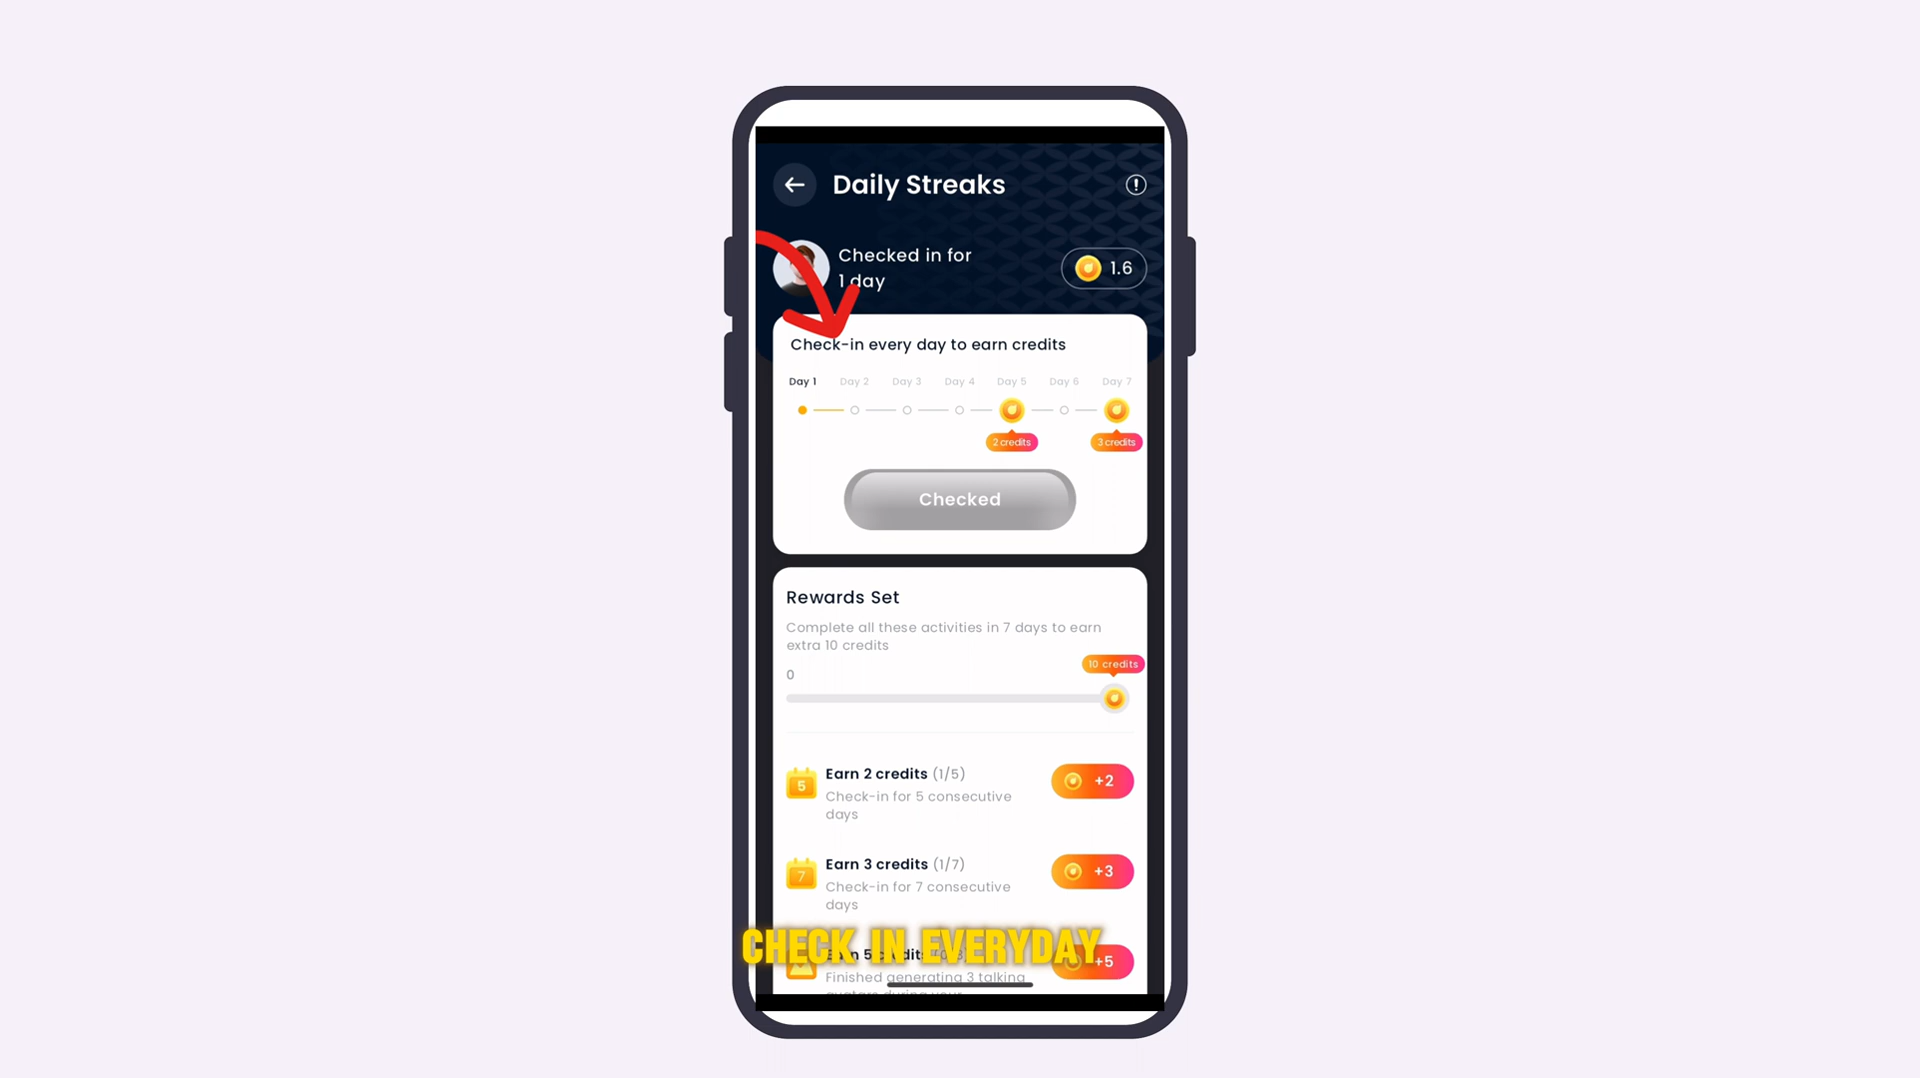 Daily Streaks
Checked in for
1 day
1.6
Check-in every day to earn credits
Day 1 Day 2 Day 3 Day 4 Day 5 Day 6 Day 7
2 credits 3 credits
Checked
Rewards Set
Complete all these activities in 7 days to earn
extra 10 credits
10 credits
0
5
Earn 2 credits (1/5)
Check-in for 5 consecutive
days
+2
7
Earn 3 credits (1/7)
Check-in for 7 consecutive
days
+3
CHECK IN EVERYDAY
5 credits
+5
Finished generating 3 talking